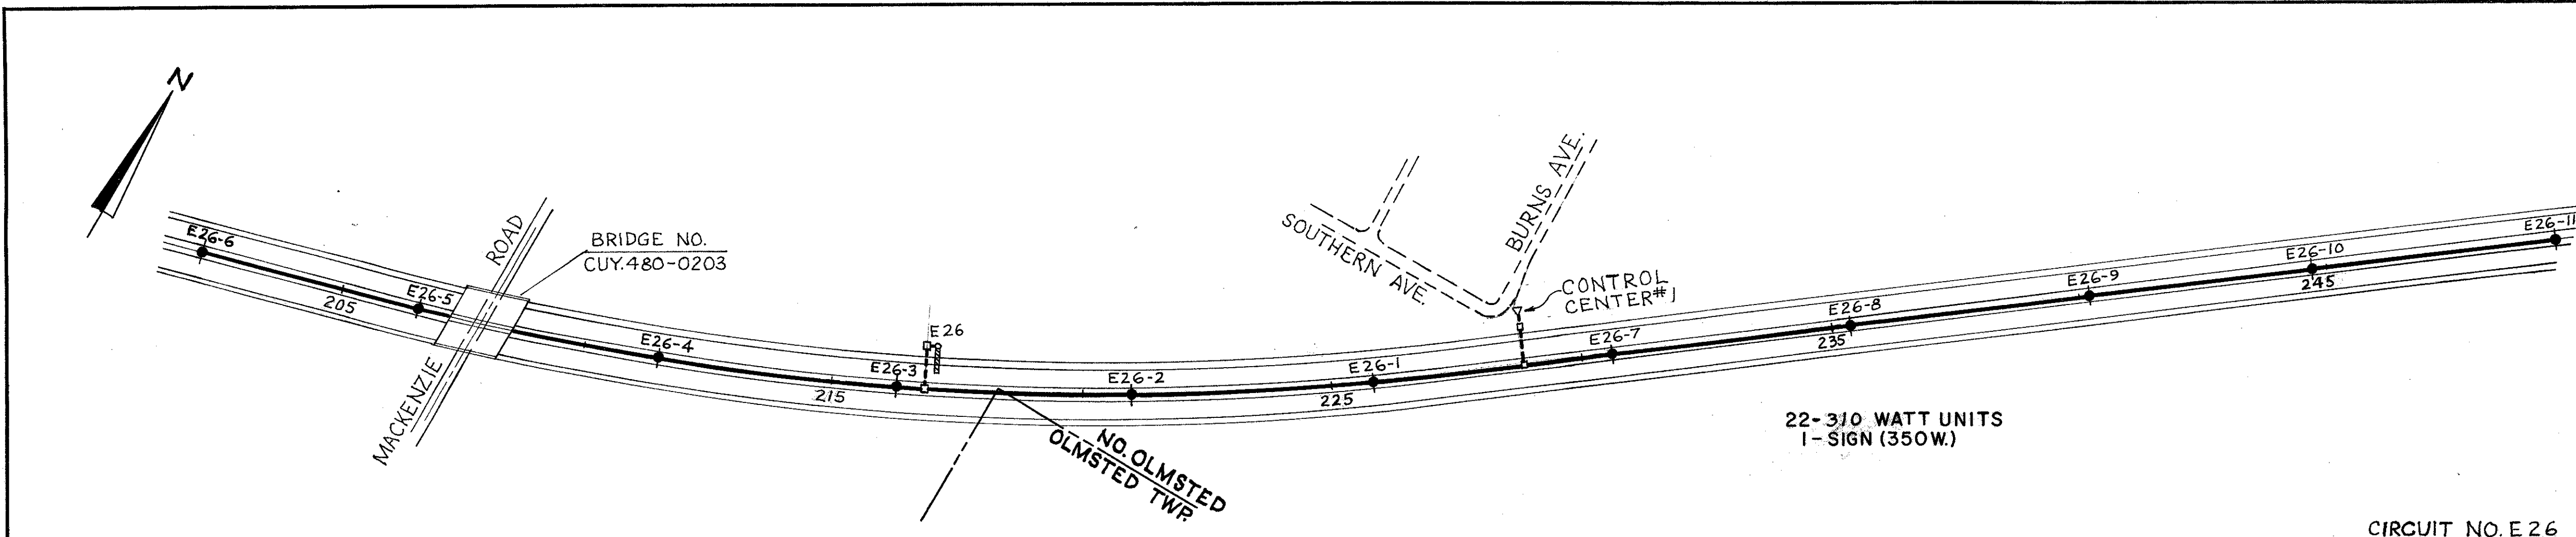 N
E26-6
205
E26-5
MACKENZIE ROAD
BRIDGE NO.
CUY.480-0203
E26-4
215
E26-3
E26
NO. OLMSTED
OLMSTED TWP.
E26-2
225
E26-1
SOUTHERN AVE.
BURNS AVE.
CONTROL
CENTER #1
E26-7
235
E26-8
E26-9
E26-10
245
E26-11
22-310 WATT UNITS
1-SIGN (350W.)
CIRCUIT NO. E26